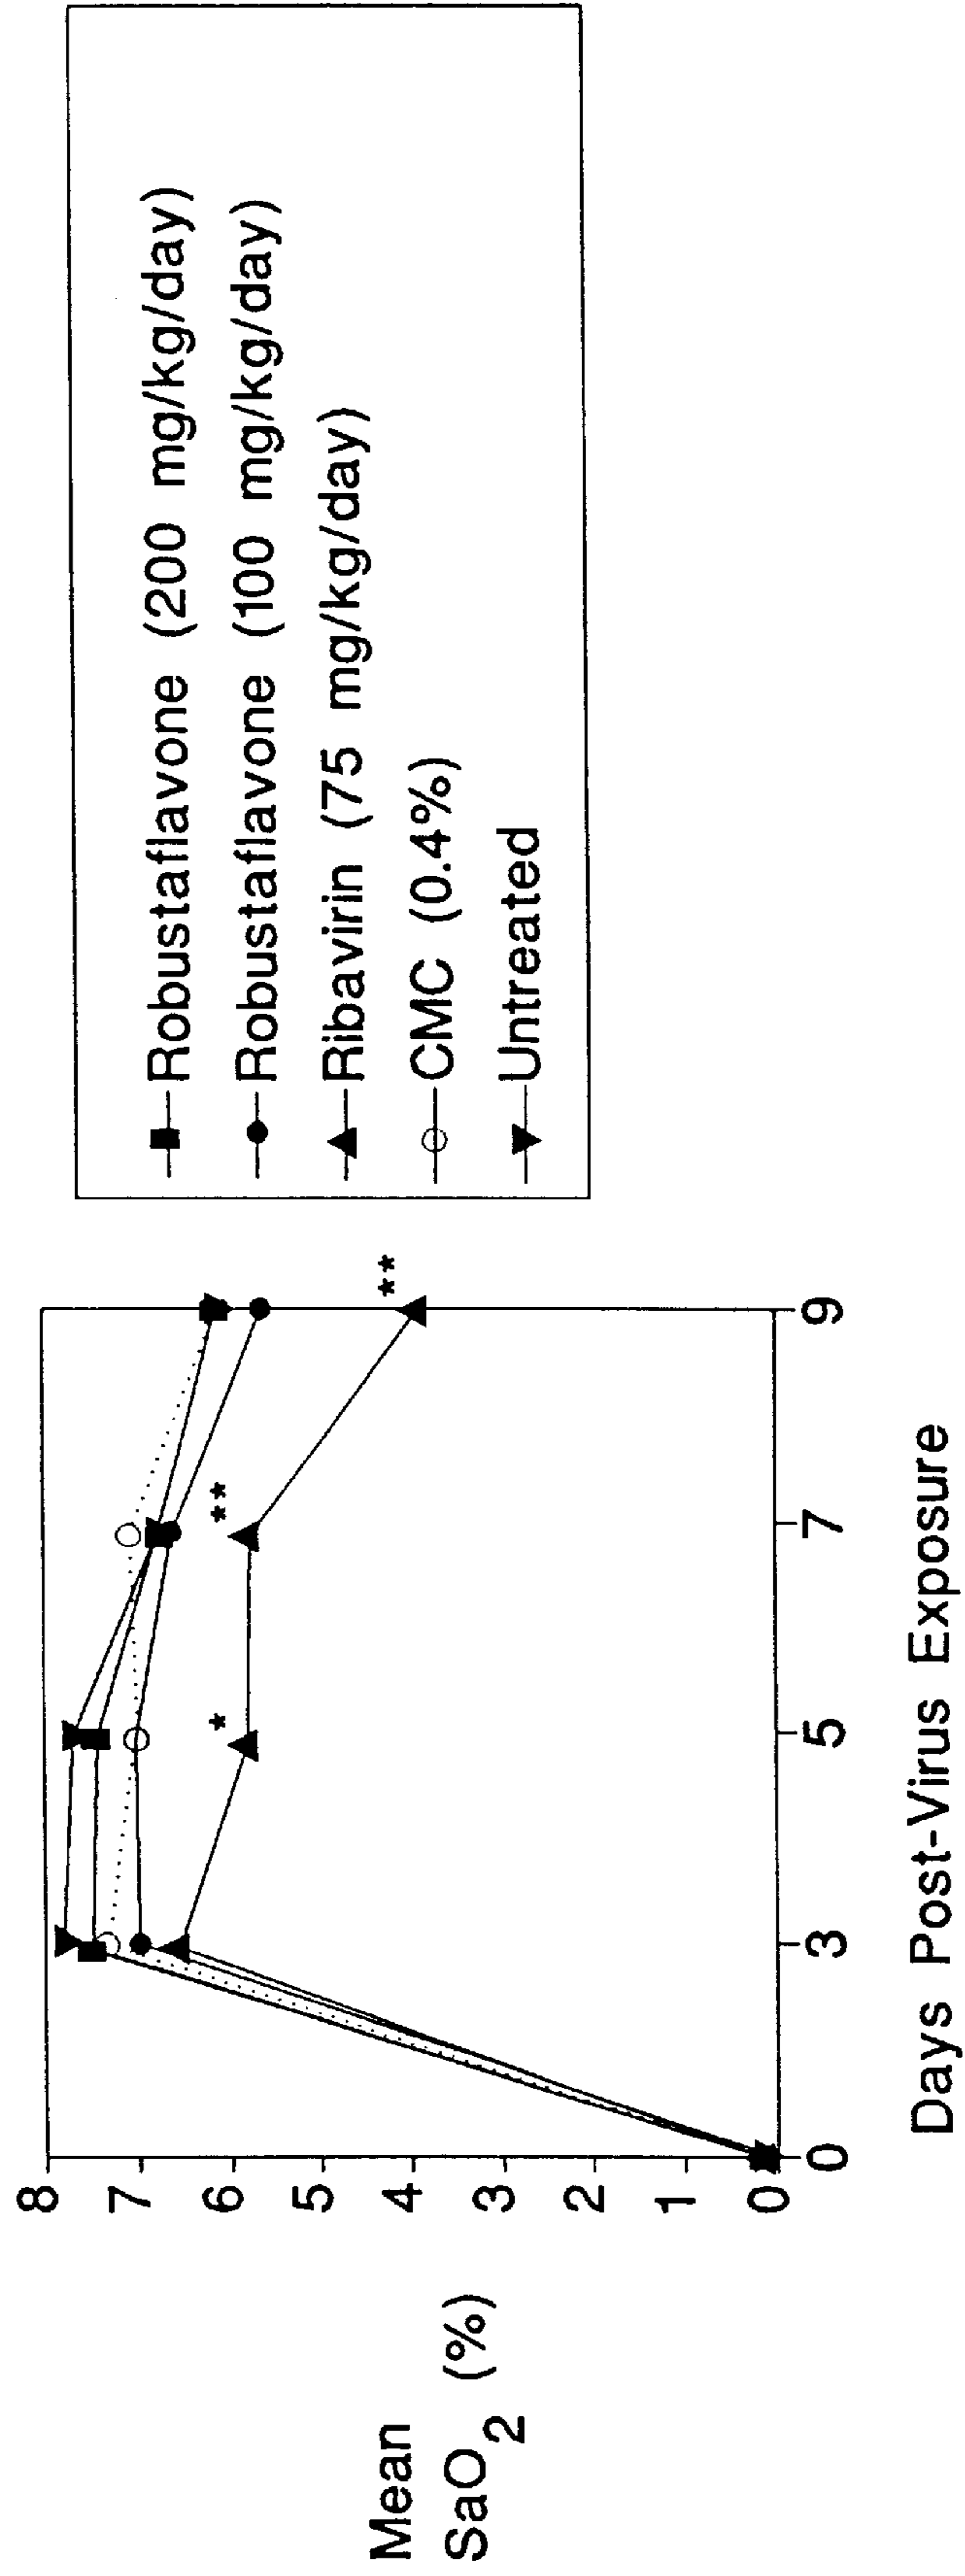 Mean
SaO2 (%)
8
7
6
5
4
3
2
1
0
0
3
5
7
9
*
**
**
Days Post-Virus Exposure
Robustaflavone (200 mg/kg/day)
Robustaflavone (100 mg/kg/day)
Ribavirin (75 mg/kg/day)
CMC (0.4%)
Untreated